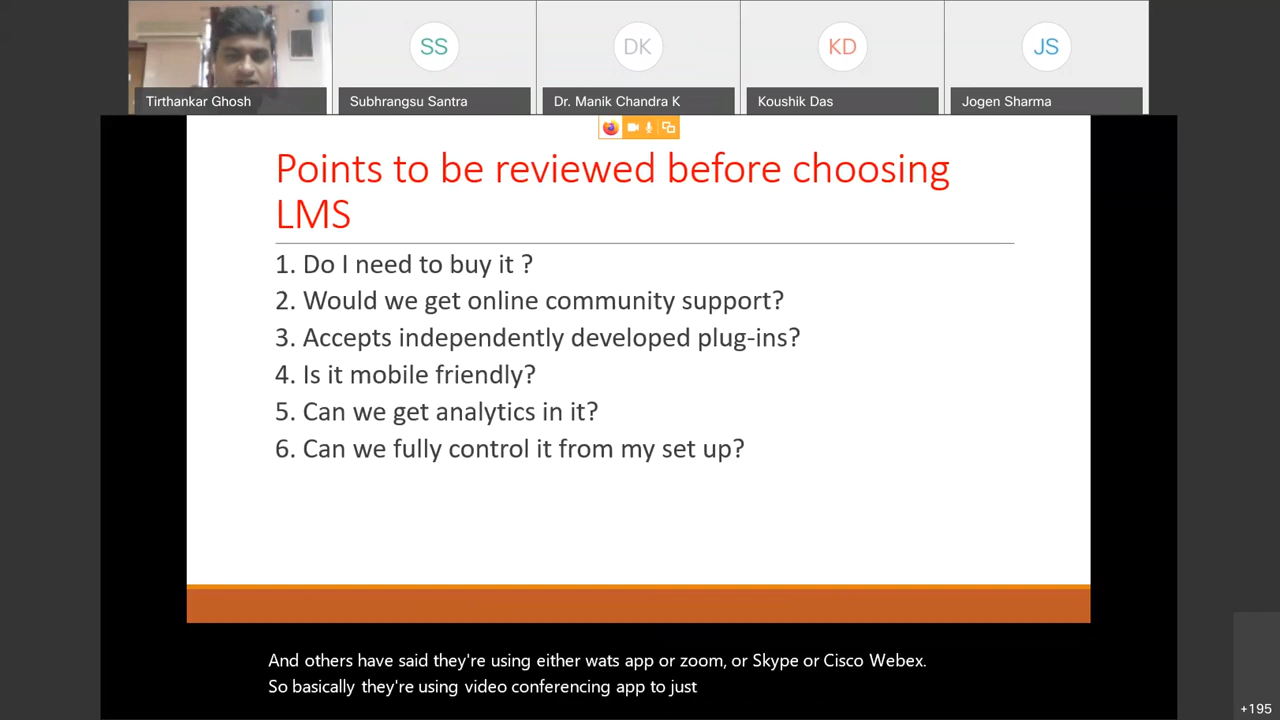 SS
DK
KD
JS
Tirthankar Ghosh
Subhrangsu Santra
Dr. Manik Chandra K
Koushik Das
Jogen Sharma
Points to be reviewed before choosing
LMS
1. Do I need to buy it ?
2. Would we get online community support?
3. Accepts independently developed plug-ins?
4. Is it mobile friendly?
5. Can we get analytics in it?
6. Can we fully control it from my set up?
And others have said they're using either wats app or zoom, or Skype or Cisco Webex.
So basically they're using video conferencing app to just
+195